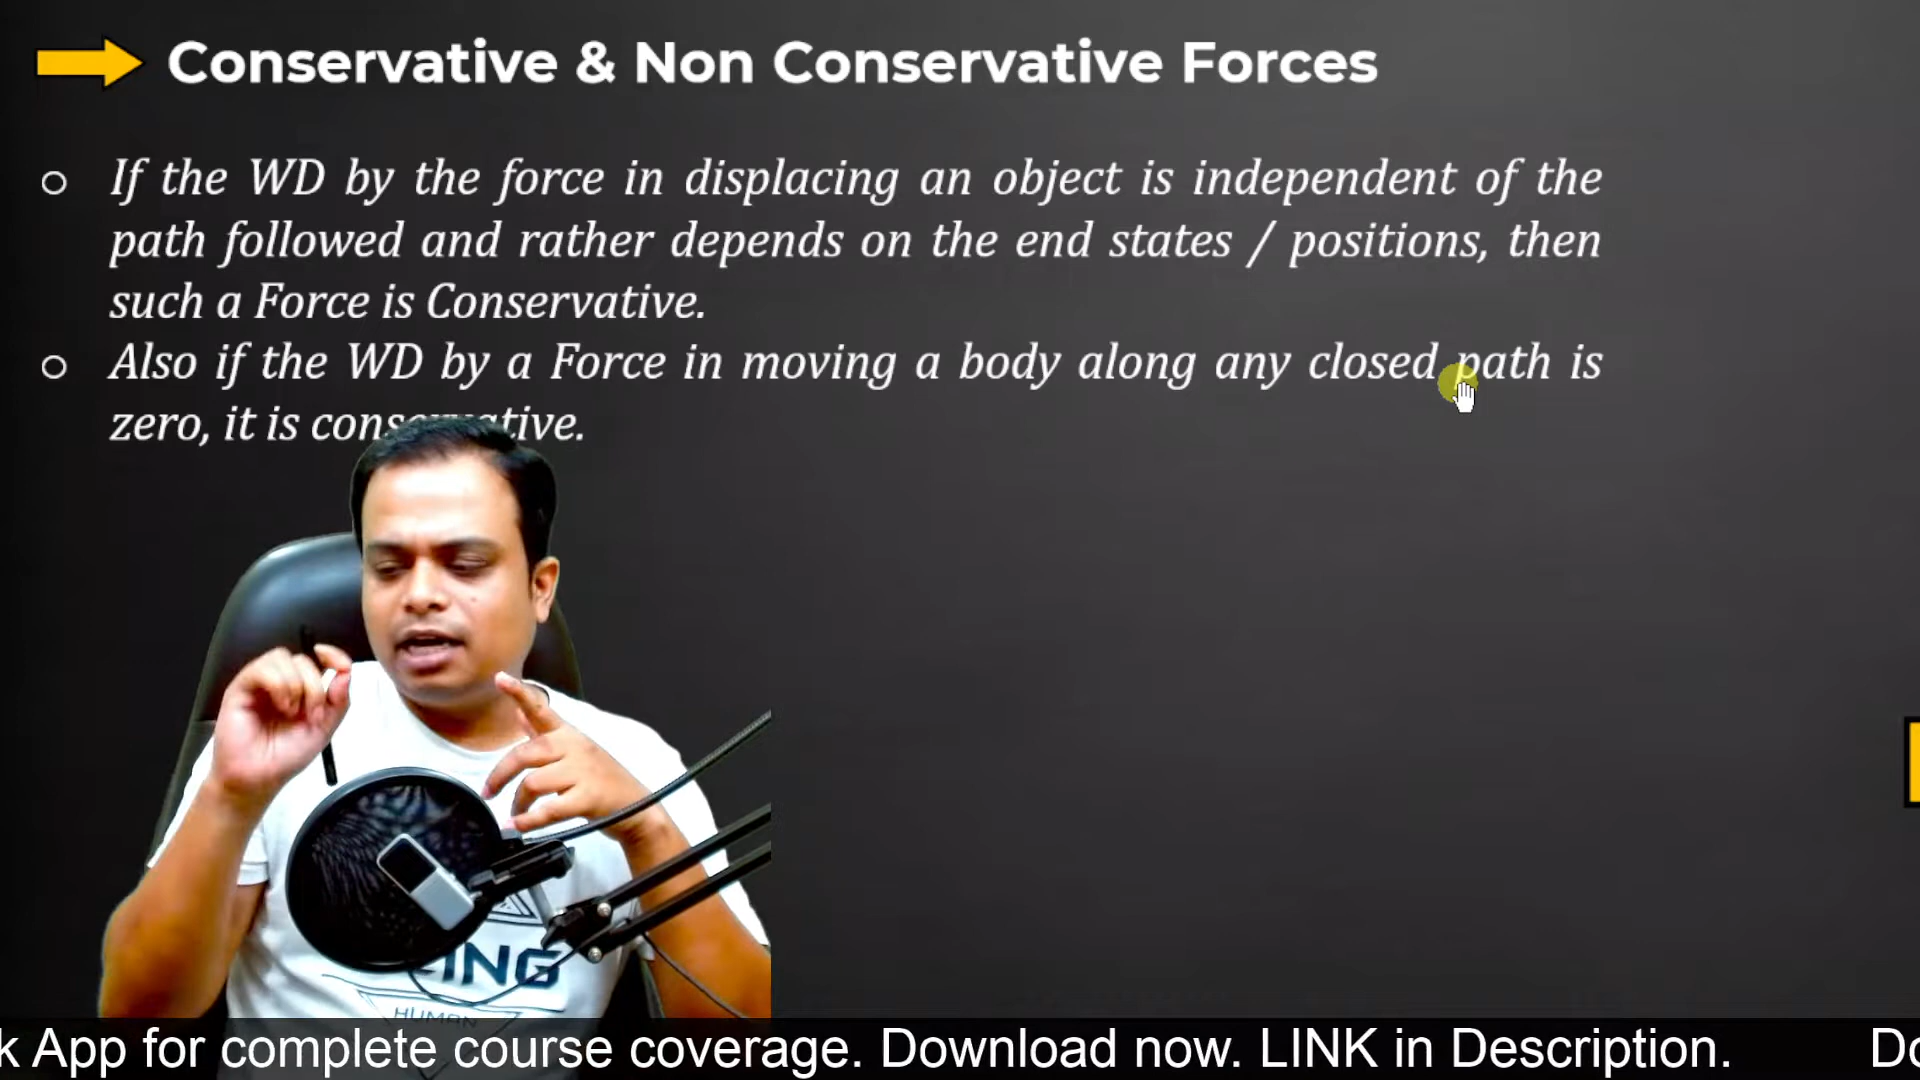 Conservative & Non Conservative Forces
o If the WD by the force in displacing an object is independent of the
path followed and rather depends on the end states / positions, then
such a Force is Conservative.
o Also if the WD by a Force in moving a body along any closed path is
zero, it is conservative.
HUMAN
k App for complete course coverage. Download now. LINK in Description. Do